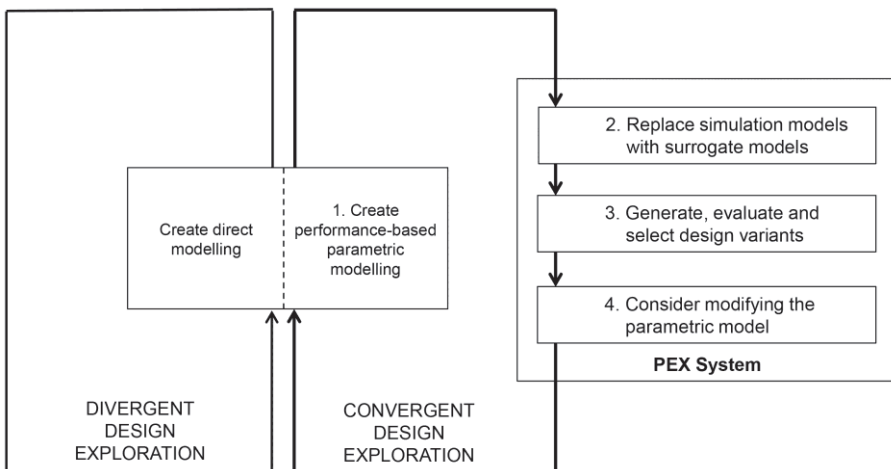 Create direct
modelling
1. Create
performance-based
parametric
modelling
2. Replace simulation models
with surrogate models
3. Generate, evaluate and
select design variants
4. Consider modifying the
parametric model
PEX System
DIVERGENT
DESIGN
EXPLORATION
CONVERGENT
DESIGN
EXPLORATION